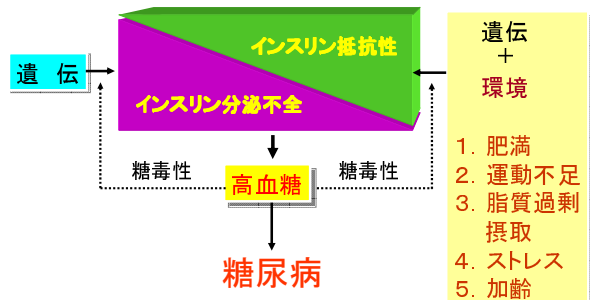 遺 伝
インスリン抵抗性
インスリン分泌不全
遺伝
+
環境
1. 肥満
2. 運動不足
3. 脂質過剰
摂取
4. ストレス
5. 加齢
糖毒性
高血糖
糖毒性
糖尿病